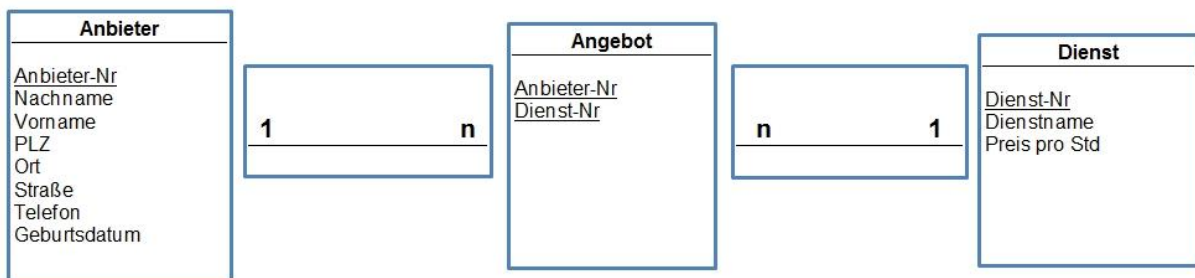 Anbieter
Anbieter-Nr
Nachname
Vorname
PLZ
Ort
Straße
Telefon
Geburtsdatum
1 n
Angebot
Anbieter-Nr
Dienst-Nr
n 1
Dienst
Dienst-Nr
Dienstname
Preis pro Std